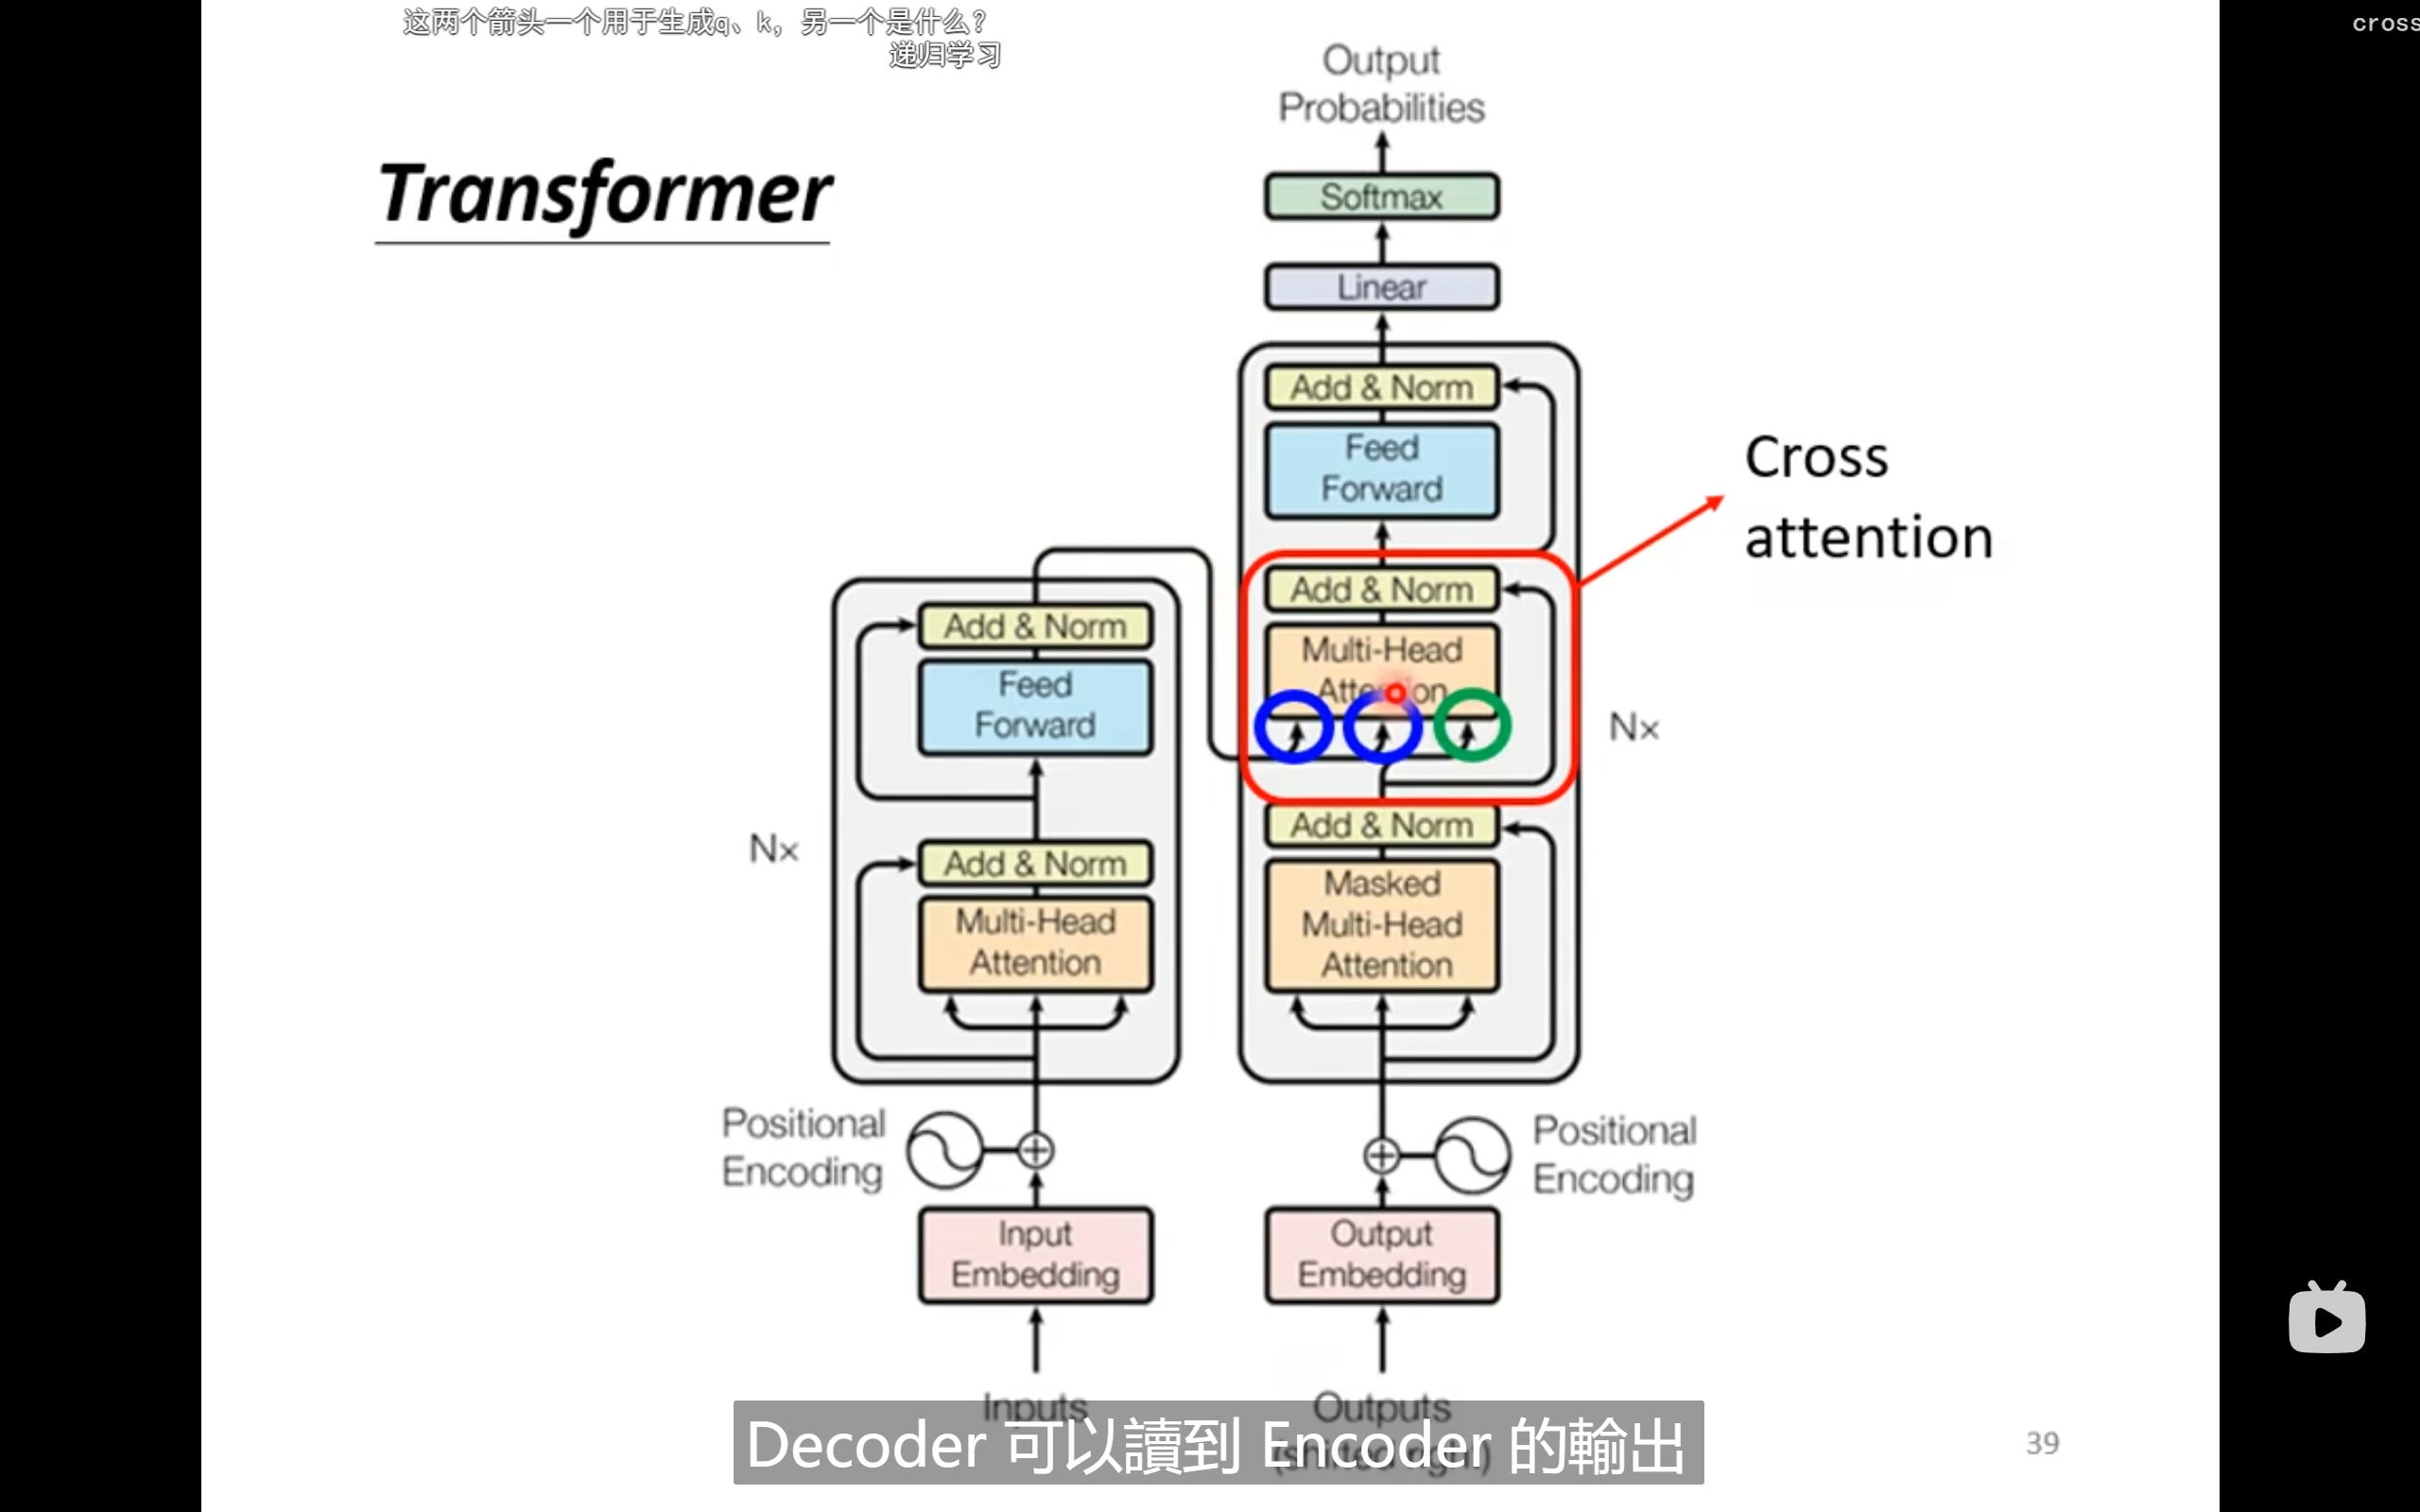 这两个箭头一个用于生成q、k，另一个是什么？
递归学习
cross
Transformer
Output
Probabilities
Softmax
Linear
Add & Norm
Feed
Forward
Cross
attention
Add & Norm
Multi-Head
Attention
Nx
Add & Norm
Masked
Multi-Head
Attention
Add & Norm
Feed
Forward
Nx
Add & Norm
Multi-Head
Attention
Positional
Encoding
Positional
Encoding
Input
Embedding
Output
Embedding
Inputs
Outputs
(shifted right)
Decoder 可以讀到 Encoder 的輸出
39